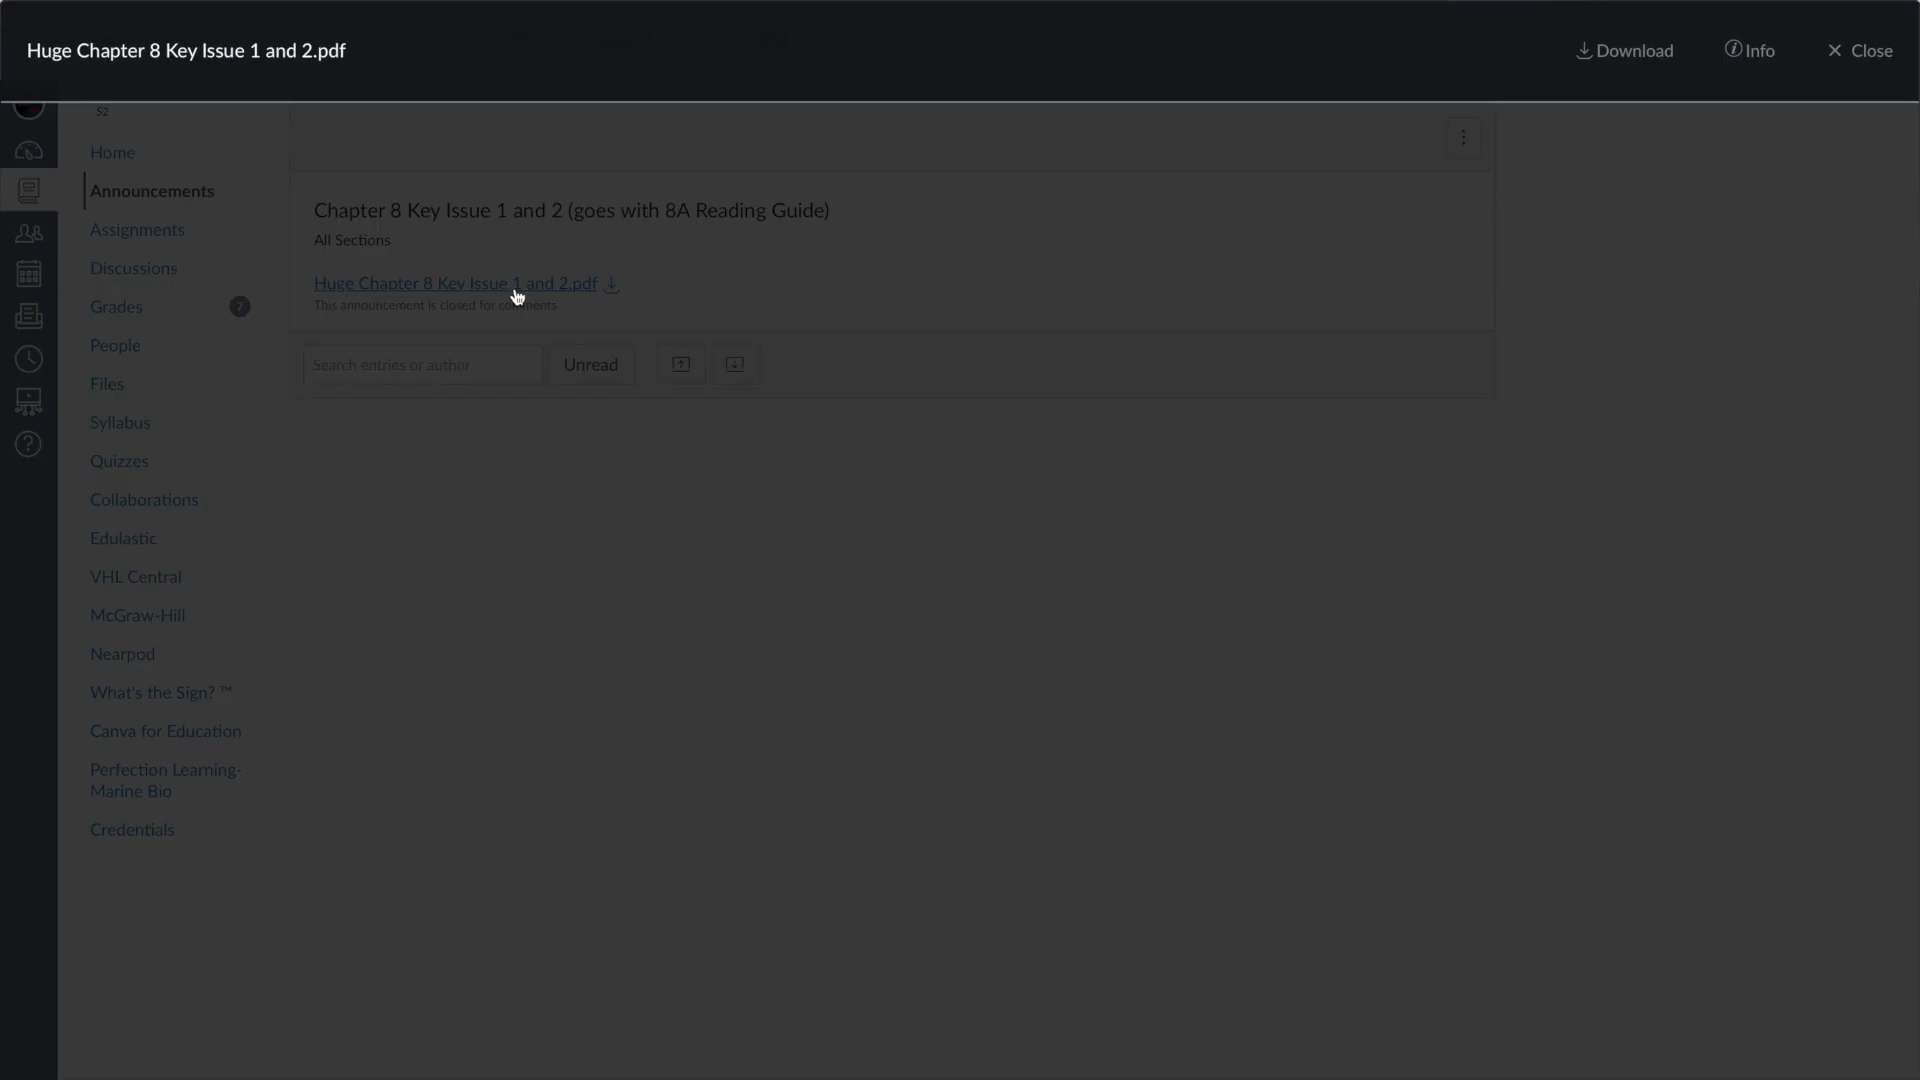 Huge Chapter 8 Key Issue 1 and 2.pdf
Download
Info
Close
S2
Home
Announcements
Assignments
Discussions
Grades
7
People
Files
Syllabus
Quizzes
Collaborations
Edulastic
VHL Central
McGraw-Hill
Nearpod
What's the Sign? ™
Canva for Education
Perfection Learning-
Marine Bio
Credentials
Chapter 8 Key Issue 1 and 2 (goes with 8A Reading Guide)
All Sections
Huge Chapter 8 Key Issue 1 and 2.pdf
This announcement is closed for comments
Search entries or author
Unread